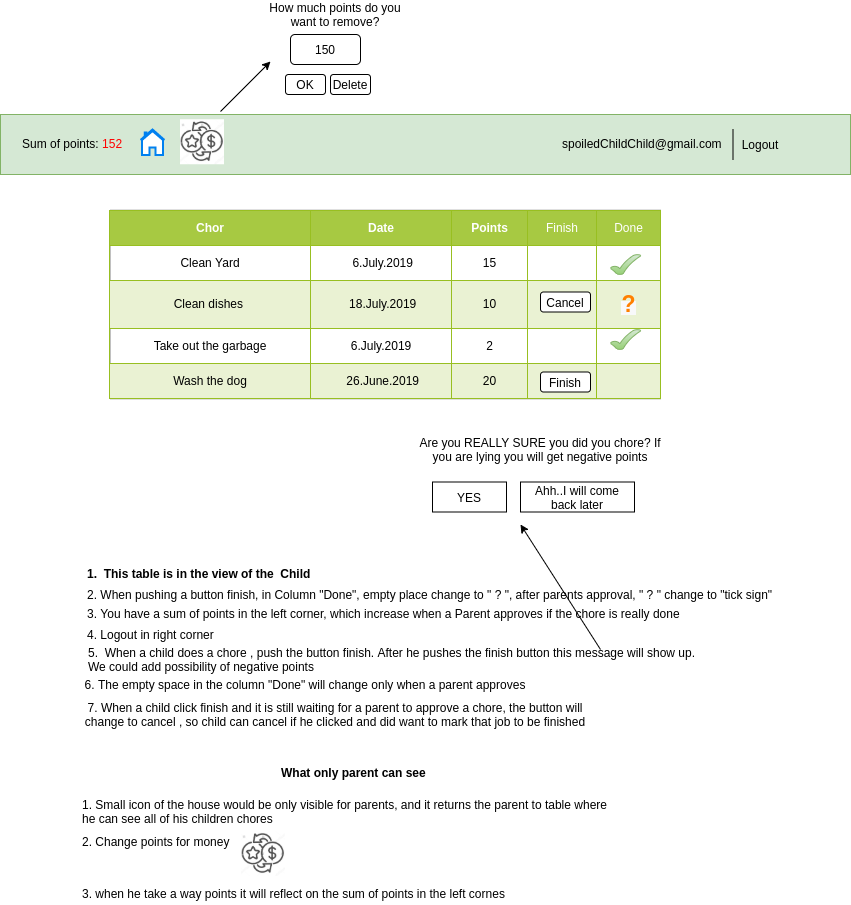 How much points do you
want to remove?
150
OK
Delete
Sum of points: 152
$
spoiledChildChild@gmail.com
Logout
Chor Date Points Finish Done
Clean Yard 6.July.2019 15
Clean dishes 18.July.2019 10 Cancel ?
Take out the garbage 6.July.2019 2
Wash the dog 26.June.2019 20 Finish
Are you REALLY SURE you did you chore? If
you are lying you will get negative points
YES
Ahh..I will come
back later
1. This table is in the view of the Child
2. When pushing a button finish, in Column "Done", empty place change to " ? ", after parents approval, " ? " change to "tick sign"
3. You have a sum of points in the left corner, which increase when a Parent approves if the chore is really done
4. Logout in right corner
5. When a child does a chore , push the button finish. After he pushes the finish button this message will show up.
We could add possibility of negative points
6. The empty space in the column "Done" will change only when a parent approves
7. When a child click finish and it is still waiting for a parent to approve a chore, the button will
change to cancel , so child can cancel if he clicked and did want to mark that job to be finished
What only parent can see
1. Small icon of the house would be only visible for parents, and it returns the parent to table where
he can see all of his children chores
2. Change points for money
$
3. when he take a way points it will reflect on the sum of points in the left cornes